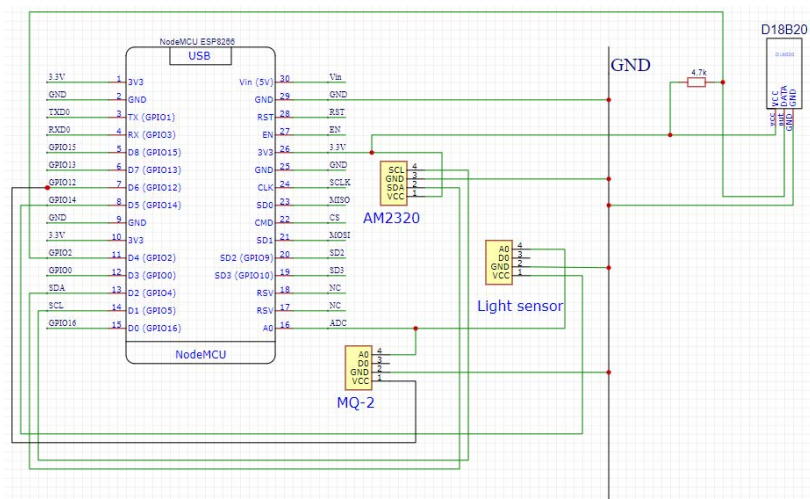 NodeMCU ESP8266
USB
3.3V 1 3V3
GND 2 GND
TXD0 3 TX (GPIO1)
RXD0 4 RX (GPIO3)
GPIO15 5 D8 (GPIO15)
GPIO13 6 D7 (GPIO13)
GPIO12 7 D6 (GPIO12)
GPIO14 8 D5 (GPIO14)
GND 9 GND
3.3V 10 3V3
GPIO2 11 D4 (GPIO2)
GPIO0 12 D3 (GPIO0)
SDA 13 D2 (GPIO4)
SCL 14 D1 (GPIO5)
GPIO16 15 D0 (GPIO16)
Vin (5V) 30 Vin
GND 29 GND
RST 28 RST
EN 27 EN
3V3 26 3.3V
GND 25 GND
CLK 24 SCLK
SD0 23 MISO
CMD 22 CS
SD1 21 MOSI
SD2 (GPIO9) 20 SD2
SD3 (GPIO10) 19 SD3
RSV 18 NC
RSV 17 NC
A0 16 ADC
NodeMCU
SCL 4
GND 3
SDA 2
VCC 1
AM2320
A0 4
D0 3
GND 2
VCC 1
Light sensor
A0 4
D0 3
GND 2
VCC 1
MQ-2
GND
4.7k
D18B20
VCC
DATA
GND
vcc
out
GND